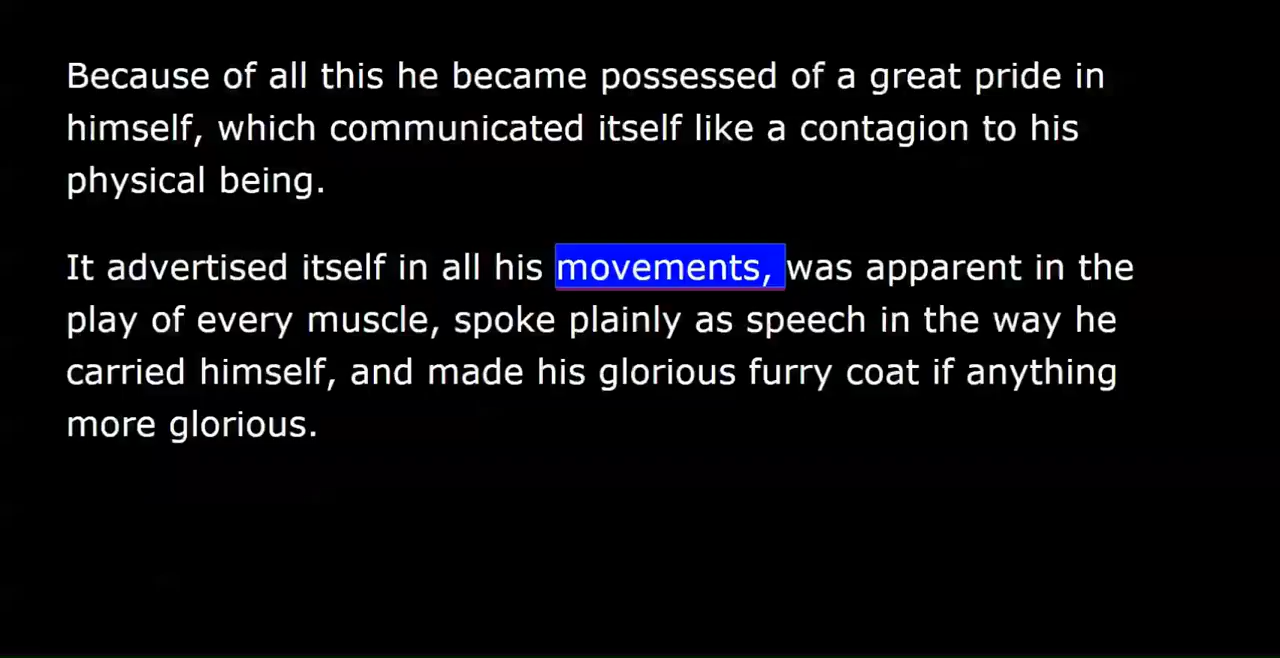 Because of all this he became possessed of a great pride in
himself, which communicated itself like a contagion to his
physical being.
It advertised itself in all his movements, was apparent in the
play of every muscle, spoke plainly as speech in the way he
carried himself, and made his glorious furry coat if anything
more glorious.